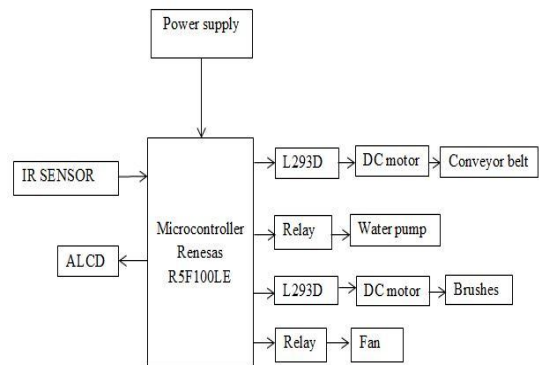 Power supply
IR SENSOR
ALCD
Microcontroller
Renesas
R5F100LE
L293D
DC motor
Conveyor belt
Relay
Water pump
L293D
DC motor
Brushes
Relay
Fan